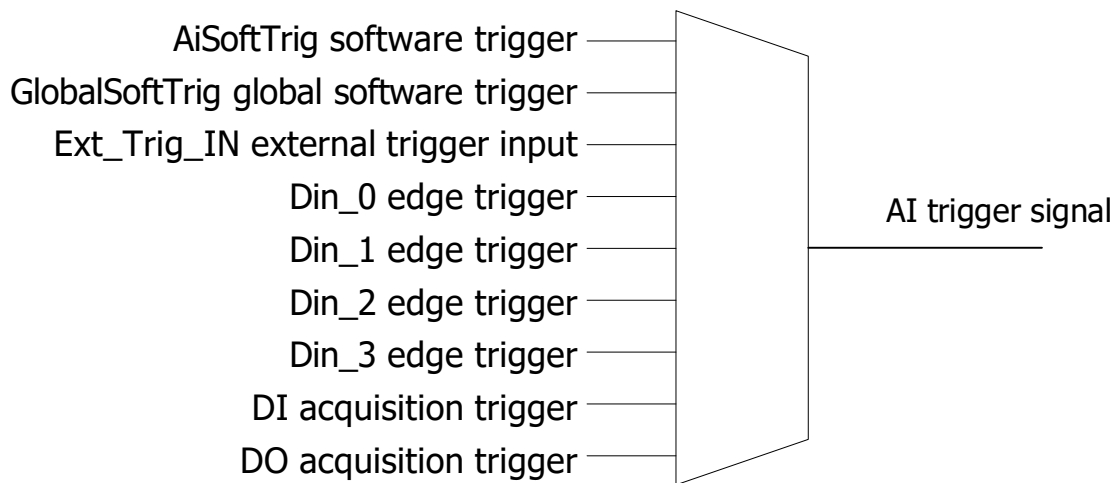 AiSoftTrig software trigger
GlobalSoftTrig global software trigger
Ext_Trig_IN external trigger input
Din_0 edge trigger
Din_1 edge trigger
Din_2 edge trigger
Din_3 edge trigger
DI acquisition trigger
DO acquisition trigger
AI trigger signal